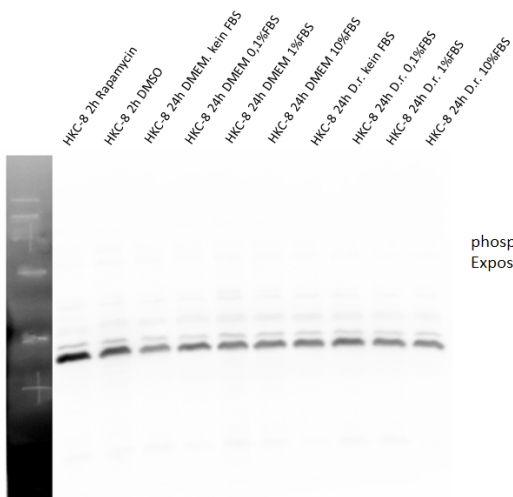 HKC-8 2h Rapamycin
HKC-8 2h DMSO
HKC-8 24h DMEM. kein FBS
HKC-8 24h DMEM 0,1%FBS
HKC-8 24h DMEM 1%FBS
HKC-8 24h DMEM 10%FBS
HKC-8 24h D.r. kein FBS
HKC-8 24h D.r. 0,1%FBS
HKC-8 24h D.r. 1%FBS
HKC-8 24h D.r. 10%FBS
phosp
Expos